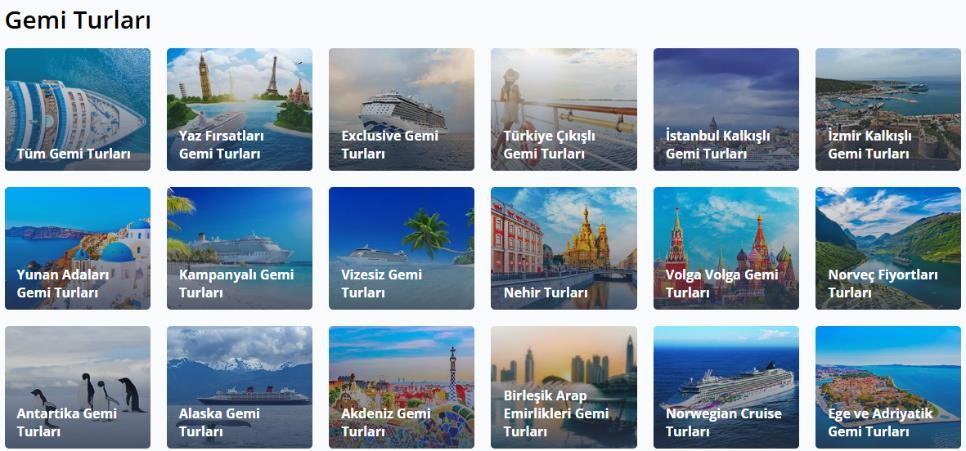 Gemi Turları
Tüm Gemi Turları
Yaz Fırsatları
Gemi Turları
Exclusive Gemi
Turları
Türkiye Çıkışlı
Gemi Turları
İstanbul Kalkışlı
Gemi Turları
İzmir Kalkışlı
Gemi Turları
Yunan Adaları
Gemi Turları
Kampanyalı Gemi
Turları
Vizesiz Gemi
Turları
Nehir Turları
Volga Volga Gemi
Turları
Norveç Fiyortları
Turları
Antartika Gemi
Turları
Alaska Gemi
Turları
Akdeniz Gemi
Turları
Birleşik Arap
Emirlikleri Gemi
Turları
Norwegian Cruise
Turları
Ege ve Adriyatik
Gemi Turları